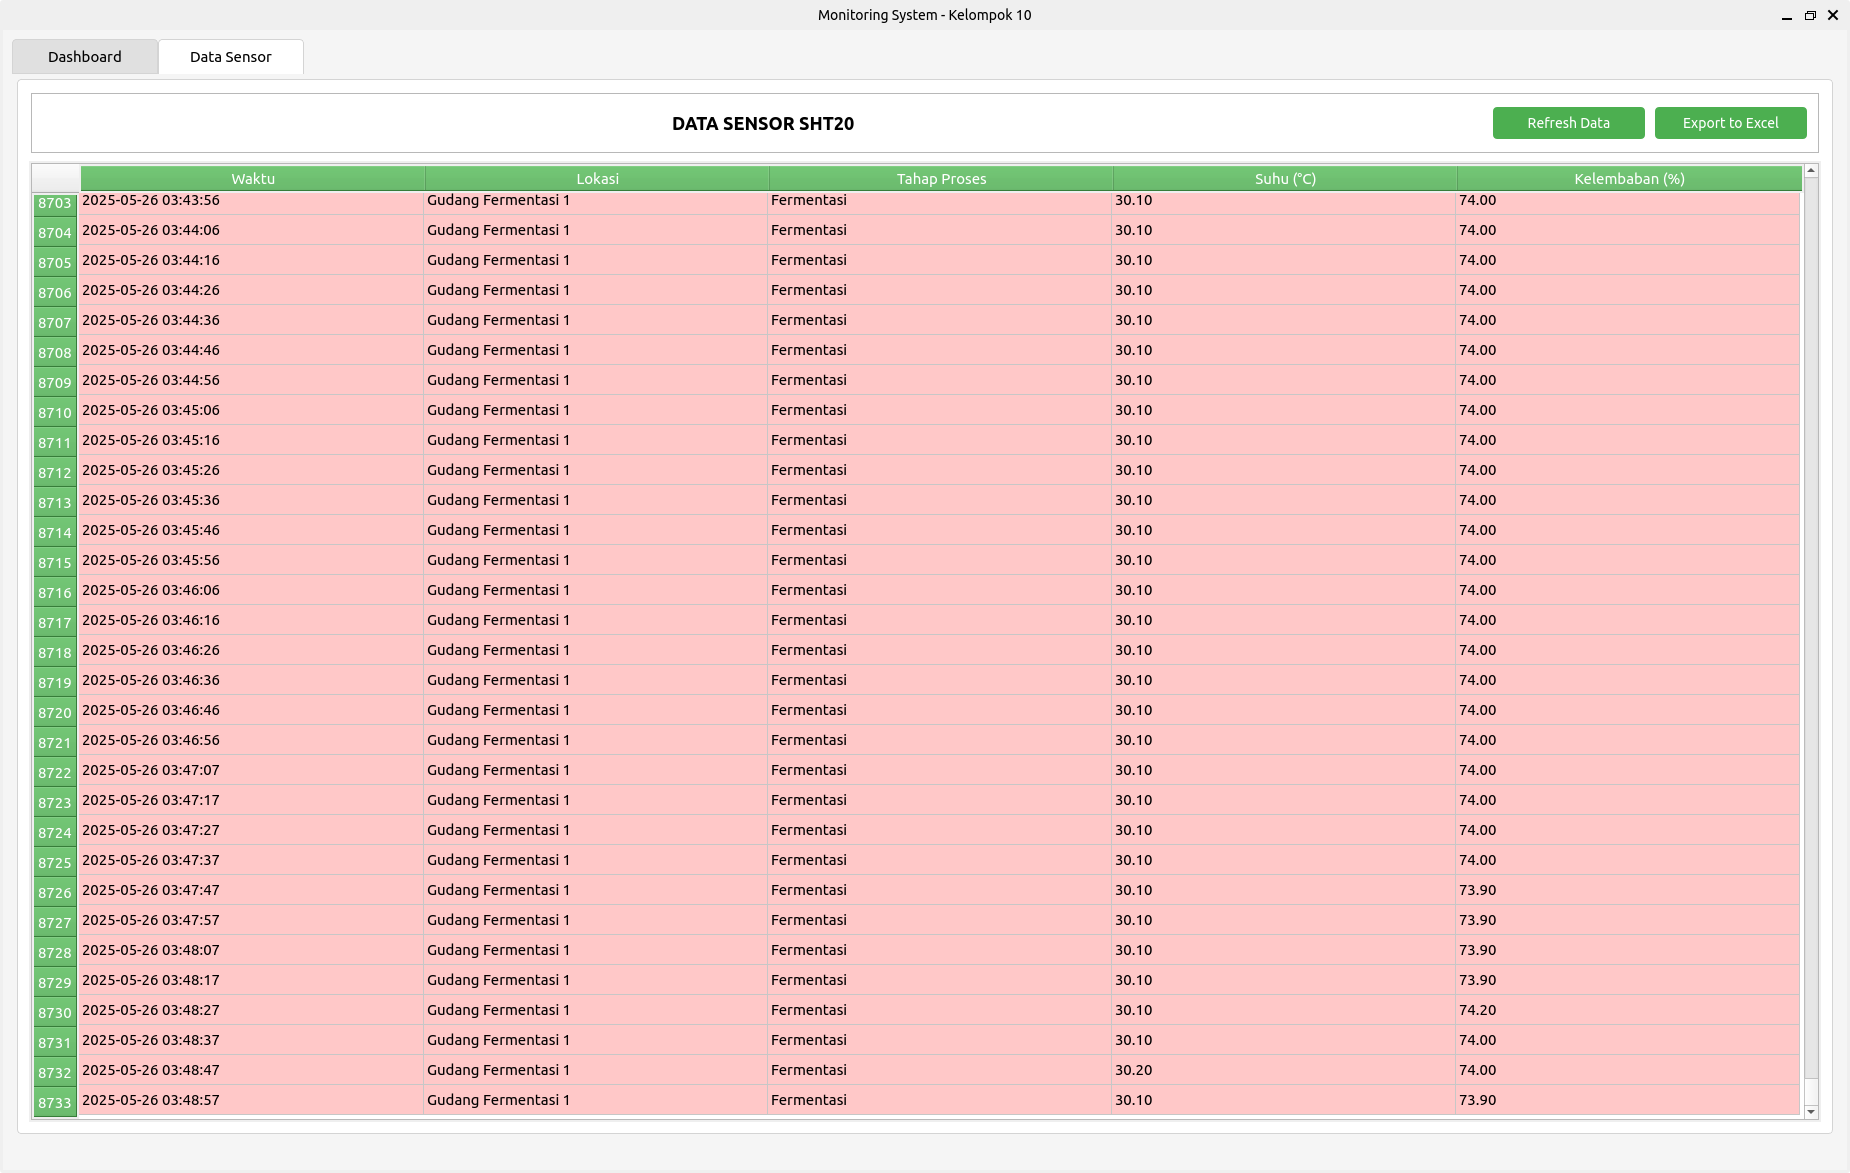 Monitoring System - Kelompok 10
Dashboard Data Sensor
DATA SENSOR SHT20 Refresh Data Export to Excel
Waktu Lokasi Tahap Proses Suhu (°C) Kelembaban (%)
8703 2025-05-26 03:43:56 Gudang Fermentasi 1 Fermentasi 30.10 74.00
8704 2025-05-26 03:44:06 Gudang Fermentasi 1 Fermentasi 30.10 74.00
8705 2025-05-26 03:44:16 Gudang Fermentasi 1 Fermentasi 30.10 74.00
8706 2025-05-26 03:44:26 Gudang Fermentasi 1 Fermentasi 30.10 74.00
8707 2025-05-26 03:44:36 Gudang Fermentasi 1 Fermentasi 30.10 74.00
8708 2025-05-26 03:44:46 Gudang Fermentasi 1 Fermentasi 30.10 74.00
8709 2025-05-26 03:44:56 Gudang Fermentasi 1 Fermentasi 30.10 74.00
8710 2025-05-26 03:45:06 Gudang Fermentasi 1 Fermentasi 30.10 74.00
8711 2025-05-26 03:45:16 Gudang Fermentasi 1 Fermentasi 30.10 74.00
8712 2025-05-26 03:45:26 Gudang Fermentasi 1 Fermentasi 30.10 74.00
8713 2025-05-26 03:45:36 Gudang Fermentasi 1 Fermentasi 30.10 74.00
8714 2025-05-26 03:45:46 Gudang Fermentasi 1 Fermentasi 30.10 74.00
8715 2025-05-26 03:45:56 Gudang Fermentasi 1 Fermentasi 30.10 74.00
8716 2025-05-26 03:46:06 Gudang Fermentasi 1 Fermentasi 30.10 74.00
8717 2025-05-26 03:46:16 Gudang Fermentasi 1 Fermentasi 30.10 74.00
8718 2025-05-26 03:46:26 Gudang Fermentasi 1 Fermentasi 30.10 74.00
8719 2025-05-26 03:46:36 Gudang Fermentasi 1 Fermentasi 30.10 74.00
8720 2025-05-26 03:46:46 Gudang Fermentasi 1 Fermentasi 30.10 74.00
8721 2025-05-26 03:46:56 Gudang Fermentasi 1 Fermentasi 30.10 74.00
8722 2025-05-26 03:47:07 Gudang Fermentasi 1 Fermentasi 30.10 74.00
8723 2025-05-26 03:47:17 Gudang Fermentasi 1 Fermentasi 30.10 74.00
8724 2025-05-26 03:47:27 Gudang Fermentasi 1 Fermentasi 30.10 74.00
8725 2025-05-26 03:47:37 Gudang Fermentasi 1 Fermentasi 30.10 74.00
8726 2025-05-26 03:47:47 Gudang Fermentasi 1 Fermentasi 30.10 73.90
8727 2025-05-26 03:47:57 Gudang Fermentasi 1 Fermentasi 30.10 73.90
8728 2025-05-26 03:48:07 Gudang Fermentasi 1 Fermentasi 30.10 73.90
8729 2025-05-26 03:48:17 Gudang Fermentasi 1 Fermentasi 30.10 73.90
8730 2025-05-26 03:48:27 Gudang Fermentasi 1 Fermentasi 30.10 74.20
8731 2025-05-26 03:48:37 Gudang Fermentasi 1 Fermentasi 30.10 74.00
8732 2025-05-26 03:48:47 Gudang Fermentasi 1 Fermentasi 30.20 74.00
8733 2025-05-26 03:48:57 Gudang Fermentasi 1 Fermentasi 30.10 73.90